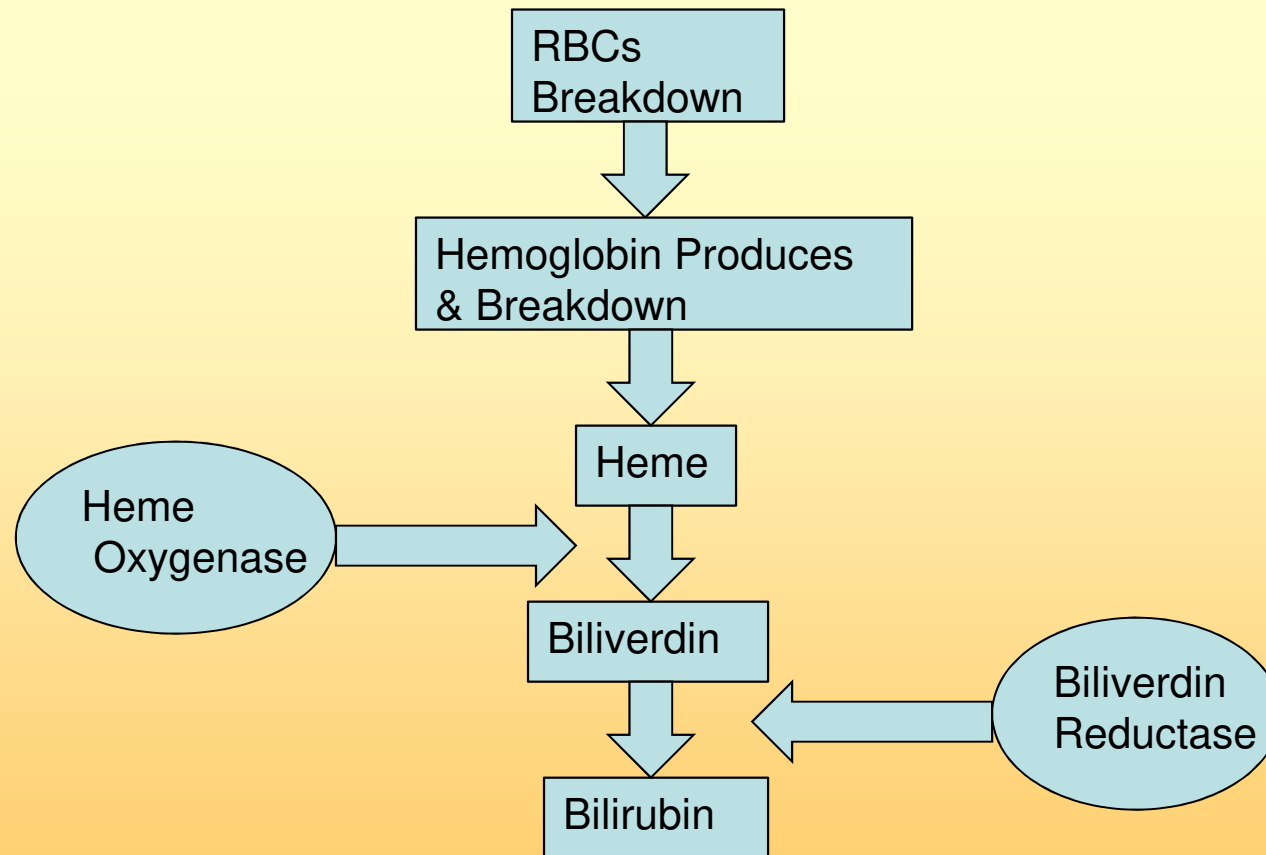 RBCs
Breakdown
Hemoglobin Produces
& Breakdown
Heme
Heme
Oxygenase
Biliverdin
Biliverdin
Reductase
Bilirubin